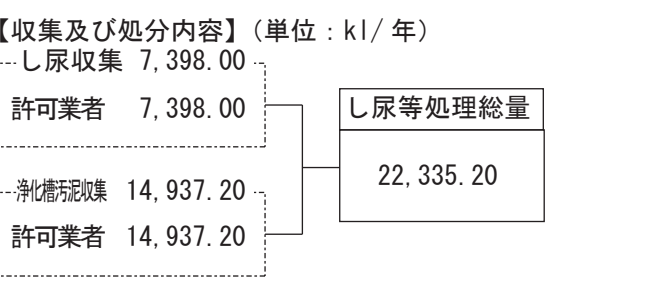 【収集及び処分内容】(単位：kl/年)
し尿収集 7,398.00
許可業者 7,398.00
し尿等処理総量
22,335.20
浄化槽汚泥収集 14,937.20
許可業者 14,937.20